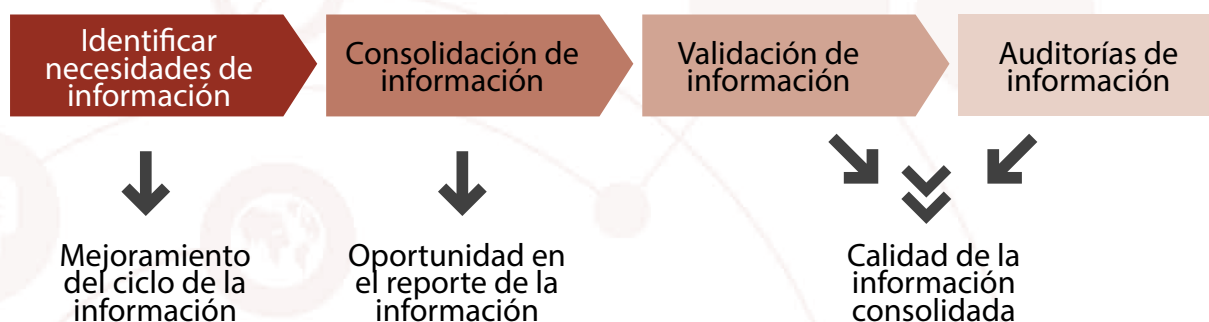 Identificar
necesidades de
información
Consolidación de
información
Validación de
información
Auditorías de
información
Mejoramiento
del ciclo de la
información
Oportunidad en
el reporte de la
información
Calidad de la
información
consolidada